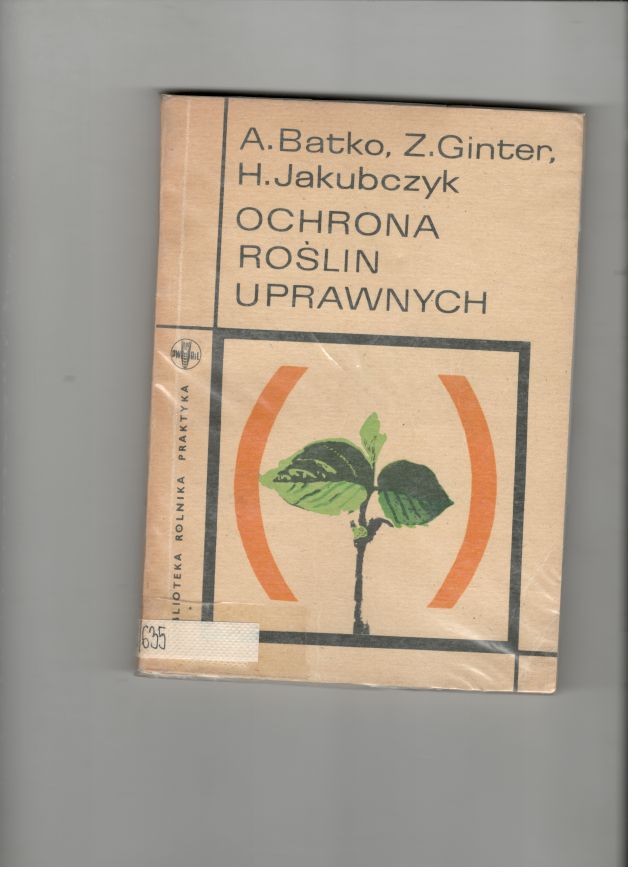 A. Batko, Z. Ginter,
H. Jakubczyk
OCHRONA
ROŚLIN
UPRAWNYCH
BIBLIOTEKA ROLNIKA PRAKTYKA
635